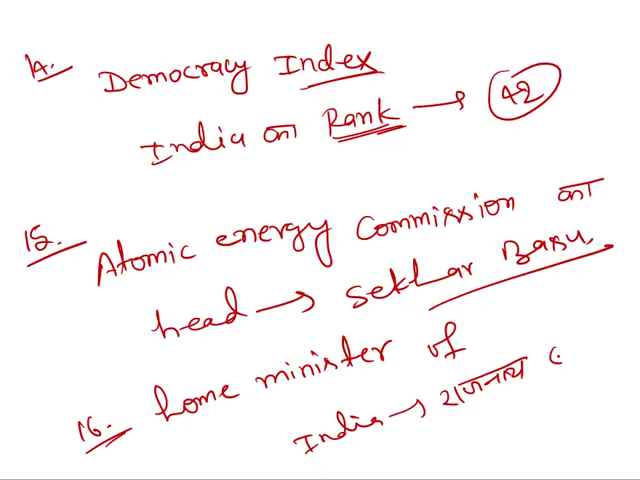 14. Democracy Index
India का Rank → 42
15. Atomic energy Commission का
head → Sekhar Basu
16. home minister of
India → राजनाथ (